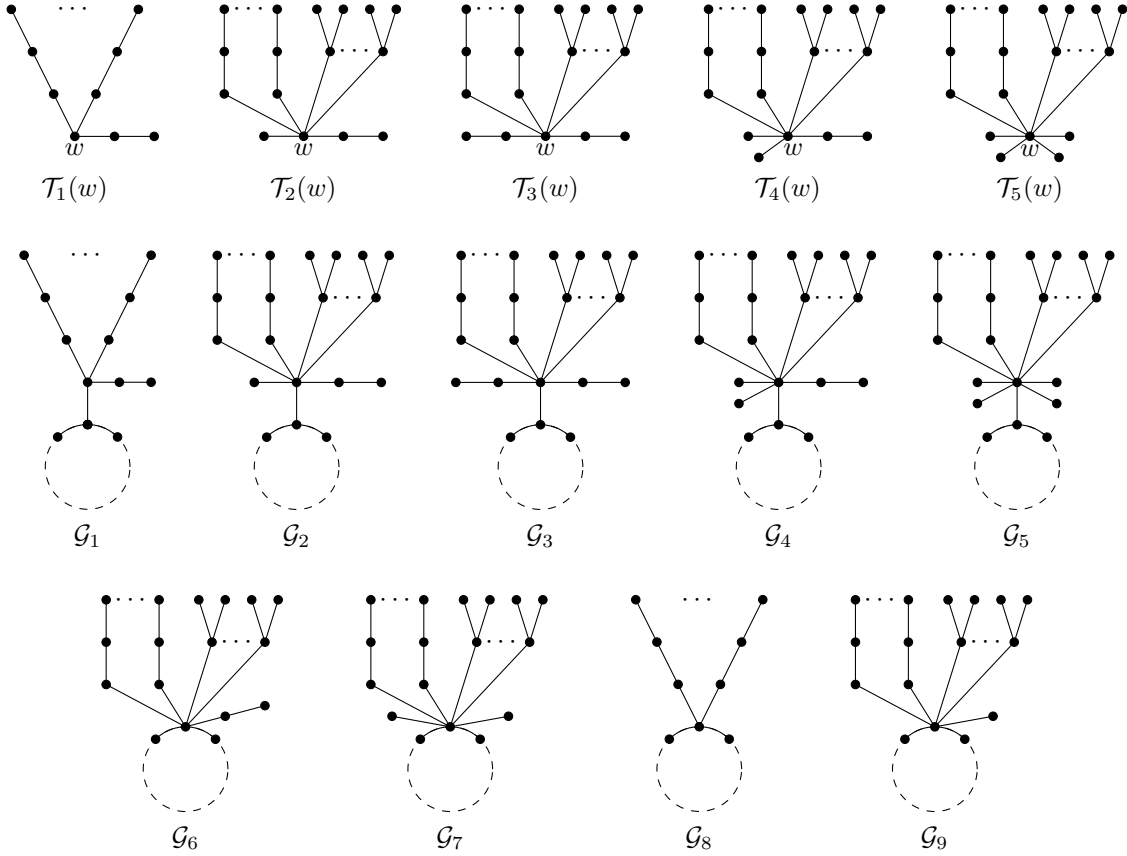 w w w w w
𝒯₁(w) 𝒯₂(w) 𝒯₃(w) 𝒯₄(w) 𝒯₅(w)
𝒢₁ 𝒢₂ 𝒢₃ 𝒢₄ 𝒢₅
𝒢₆ 𝒢₇ 𝒢₈ 𝒢₉